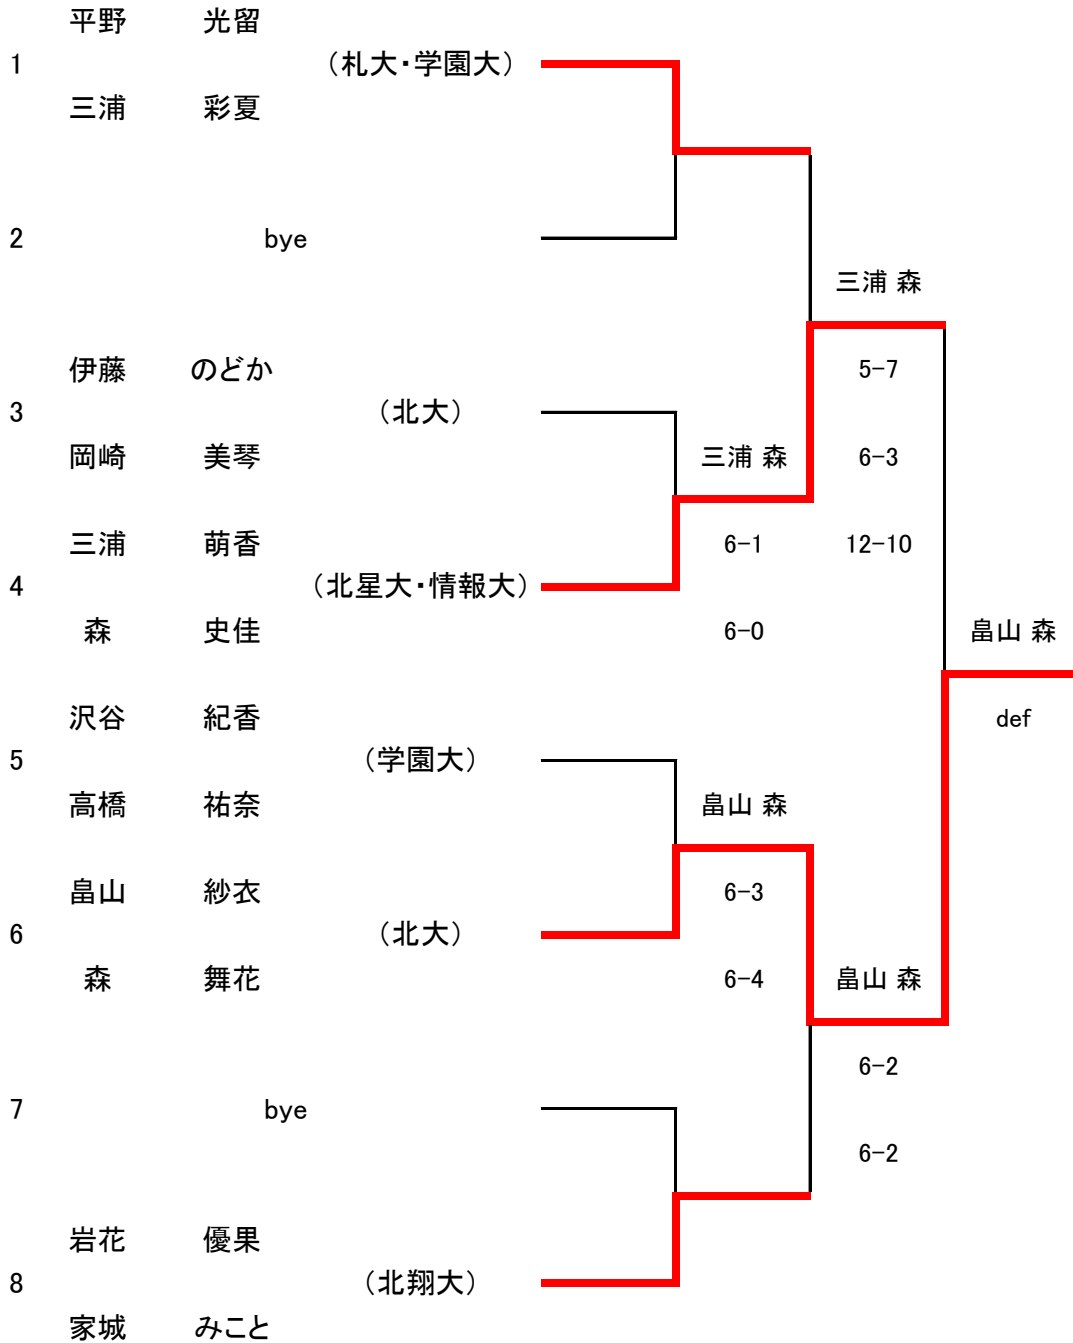 平野 光留
1 （札大・学園大）
三浦 彩夏
2 bye
三浦 森
伊藤 のどか 5-7
3 （北大）
岡崎 美琴 三浦 森 6-3
三浦 萌香 6-1 12-10
4 （北星大・情報大）
森 史佳 6-0 畠山 森
沢谷 紀香 def
5 （学園大）
高橋 祐奈 畠山 森
畠山 紗衣 6-3
6 （北大）
森 舞花 6-4 畠山 森
6-2
7 bye
6-2
岩花 優果
8 （北翔大）
家城 みこと